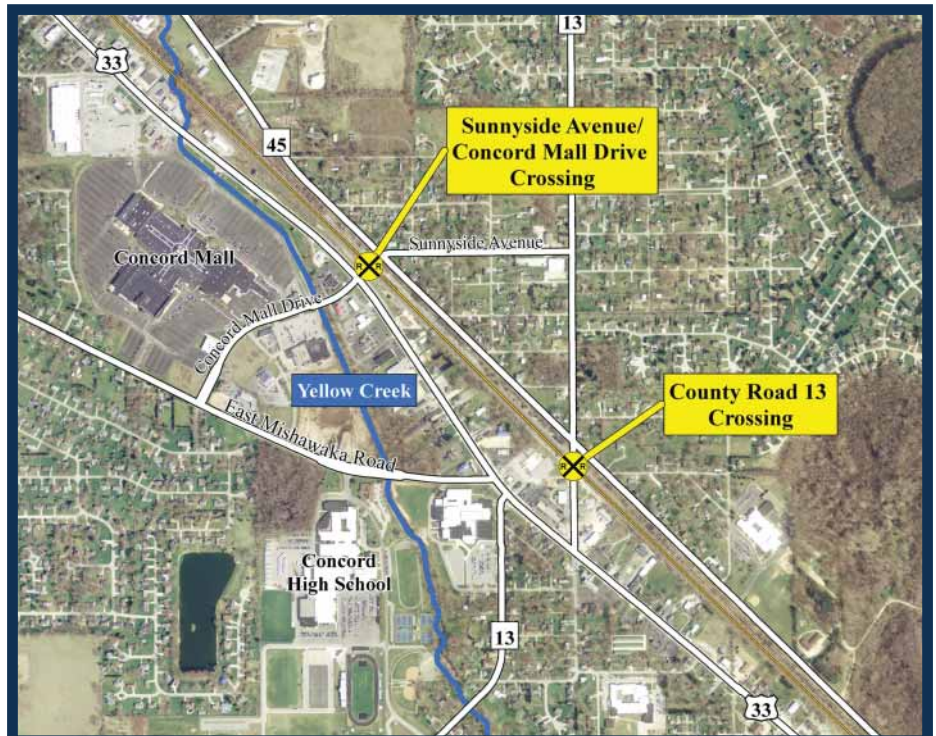 13
33
Sunnyside Avenue/
Concord Mall Drive
Crossing
45
Sunnyside Avenue
R R
Concord Mall
Concord Mall Drive
Yellow Creek
County Road 13
Crossing
East Mishawaka Road
R R
Concord
High School
13
33